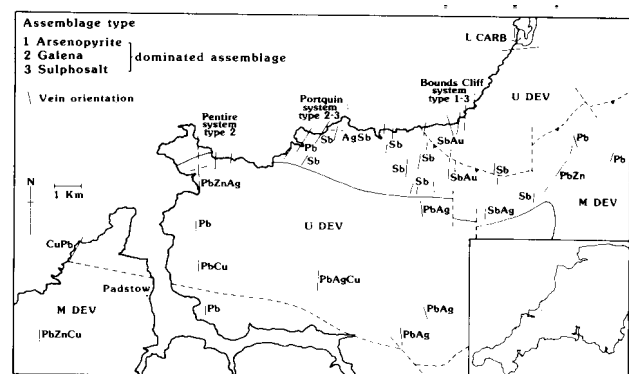 Assemblage type
1 Arsenopyrite
2 Galena
3 Sulphosalt
dominated assemblage
Vein orientation
L CARB
Bounds Cliff
system
type 1-3
U DEV
Portquin
system
type 2-3
Pentire
system
type 2
N
1 Km
Pb
Sb
AgSb
Sb
Sb
SbAu
Sb
Sb
SbAu
Sb
Sb
Pb
PbZn
Pb
M DEV
PbZnAg
PbAg
SbAg
Pb
U DEV
CuPb
PbCu
PbAgCu
Padstow
M DEV
Pb
PbAg
PbAg
PbZnCu